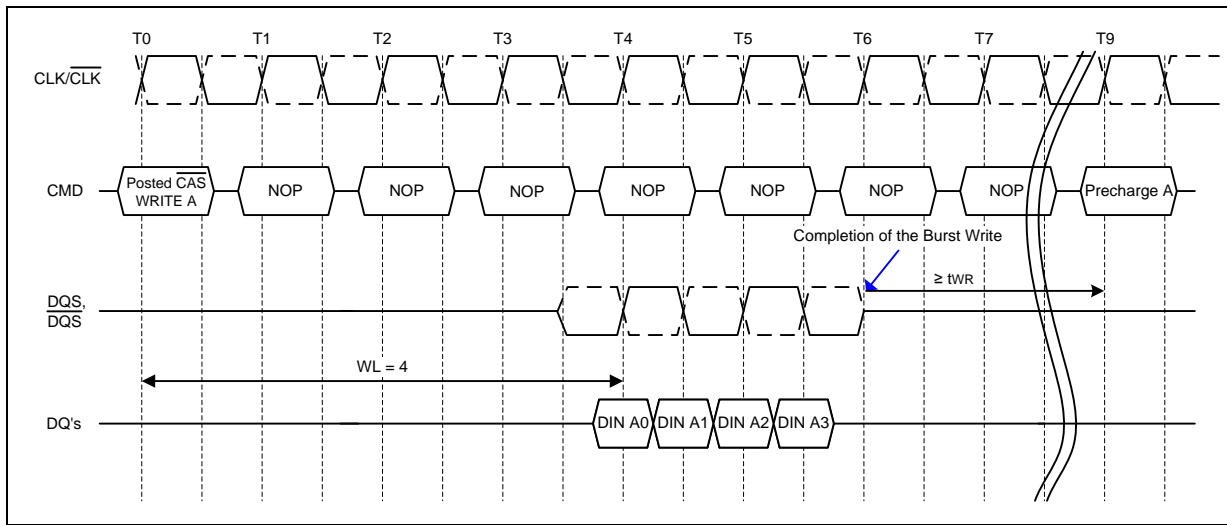 T0 T1 T2 T3 T4 T5 T6 T7 T9
CLK/CLK
CMD
Posted CAS
WRITE A
NOP NOP NOP NOP NOP NOP NOP Precharge A
Completion of the Burst Write
≥ tWR
DQS,
DQS
WL = 4
DQ's
DIN A0 DIN A1 DIN A2 DIN A3